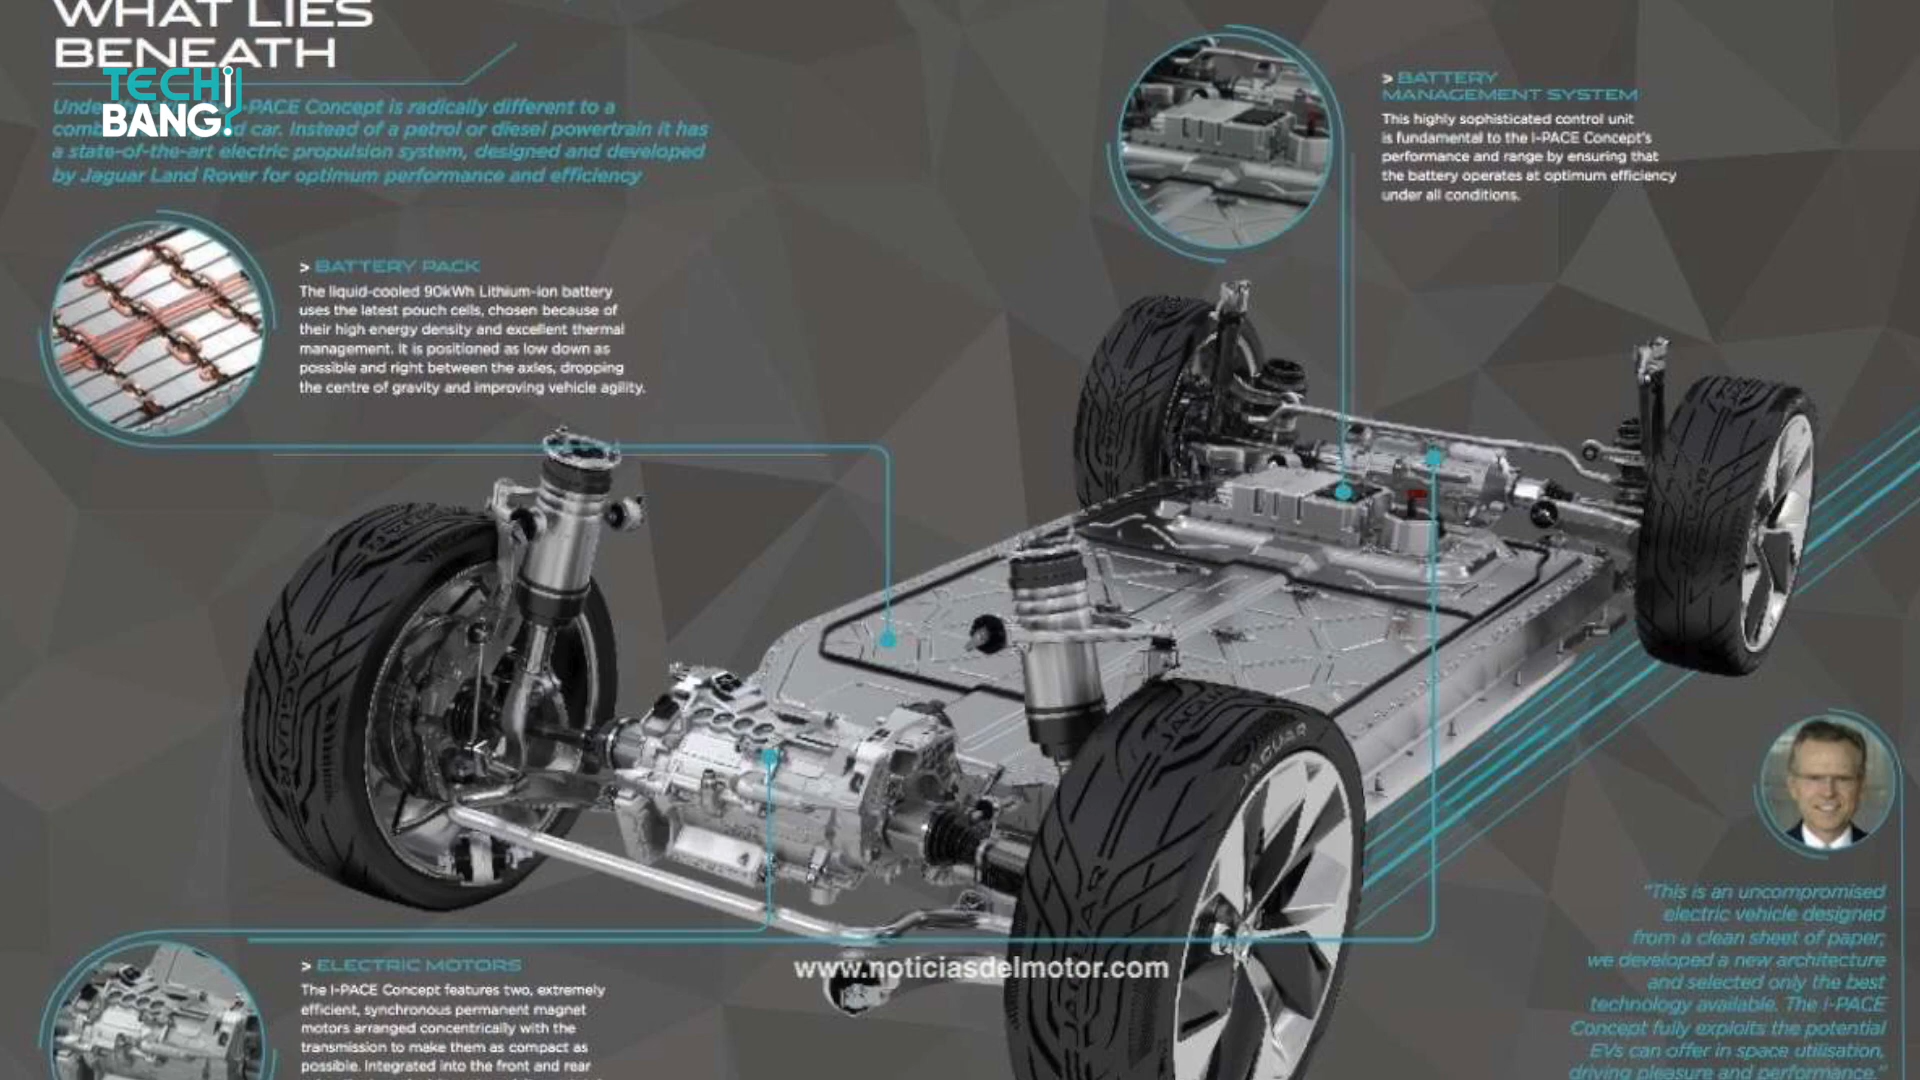 WHAT LIES
BENEATH
TECH
BANG!
-PACE Concept is radically different to a
car. Instead of a petrol or diesel powertrain it has
a state-of-the-art electric propulsion system, designed and developed
by Jaguar Land Rover for optimum performance and efficiency
> BATTERY PACK
The liquid-cooled 90kWh Lithium-ion battery
uses the latest pouch cells, chosen because of
their high energy density and excellent thermal
management. It is positioned as low down as
possible and right between the axles, dropping
the centre of gravity and improving vehicle agility.
> BATTERY
MANAGEMENT SYSTEM
This highly sophisticated control unit
is fundamental to the I-PACE Concept's
performance and range by ensuring that
the battery operates at optimum efficiency
under all conditions.
JAGUAR
JAGUAR
JAGUAR
www.noticiasdelmotor.com
> ELECTRIC MOTORS
The I-PACE Concept features two, extremely
efficient, synchronous permanent magnet
motors arranged concentrically with the
transmission to make them as compact as
possible. Integrated into the front and rear
"This is an uncompromised
electric vehicle designed
from a clean sheet of paper;
we developed a new architecture
and selected only the best
technology available. The I-PACE
Concept fully exploits the potential
EVs can offer in space utilisation,
driving pleasure and performance."